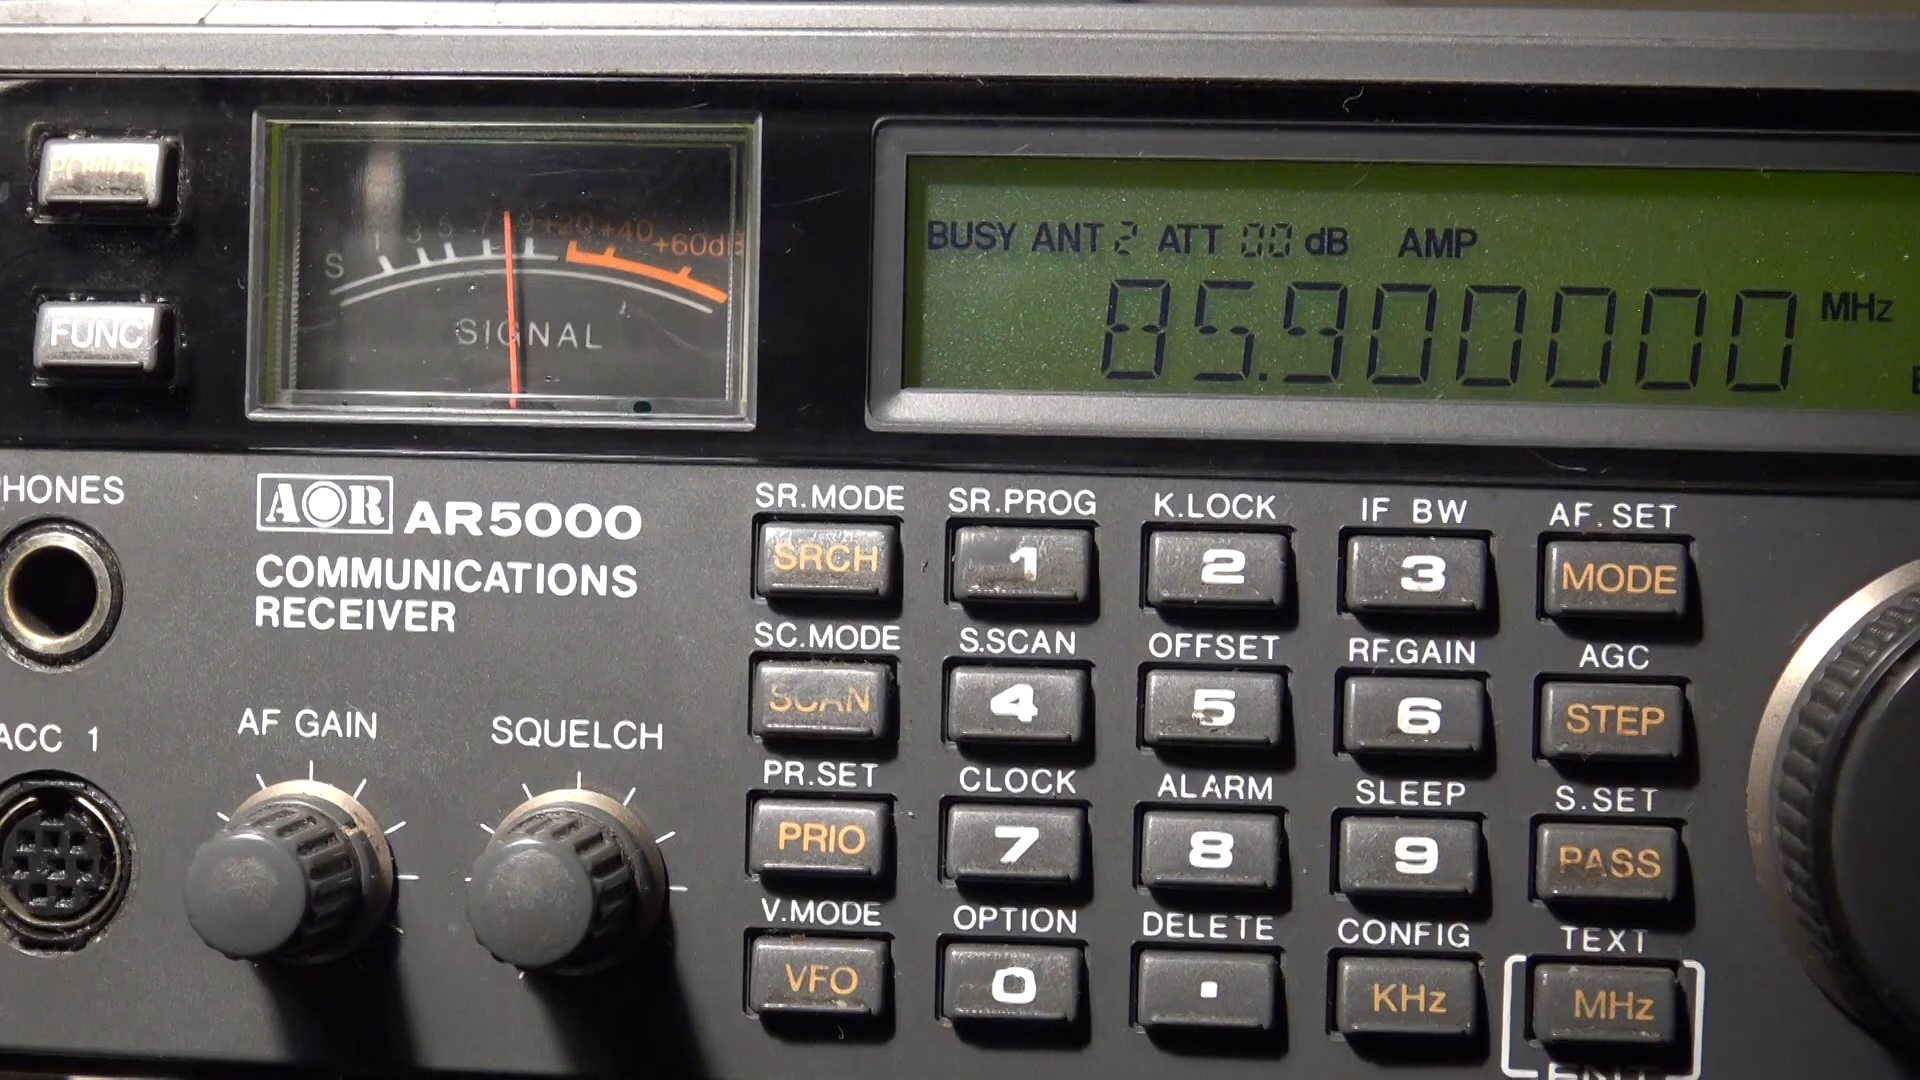 POWER
FUNC
S 1 3 5 7 9 +20 +40 +60dB
SIGNAL
BUSY ANT 2 ATT 00 dB AMP
85.900000 MHz
PHONES
AOR AR5000
COMMUNICATIONS
RECEIVER
ACC 1
AF GAIN
SQUELCH
SR.MODE SR.PROG K.LOCK IF BW AF.SET
SRCH 1 2 3 MODE
SC.MODE S.SCAN OFFSET RF.GAIN AGC
SCAN 4 5 6 STEP
PR.SET CLOCK ALARM SLEEP S.SET
PRIO 7 8 9 PASS
V.MODE OPTION DELETE CONFIG TEXT
VFO 0 . KHz MHz